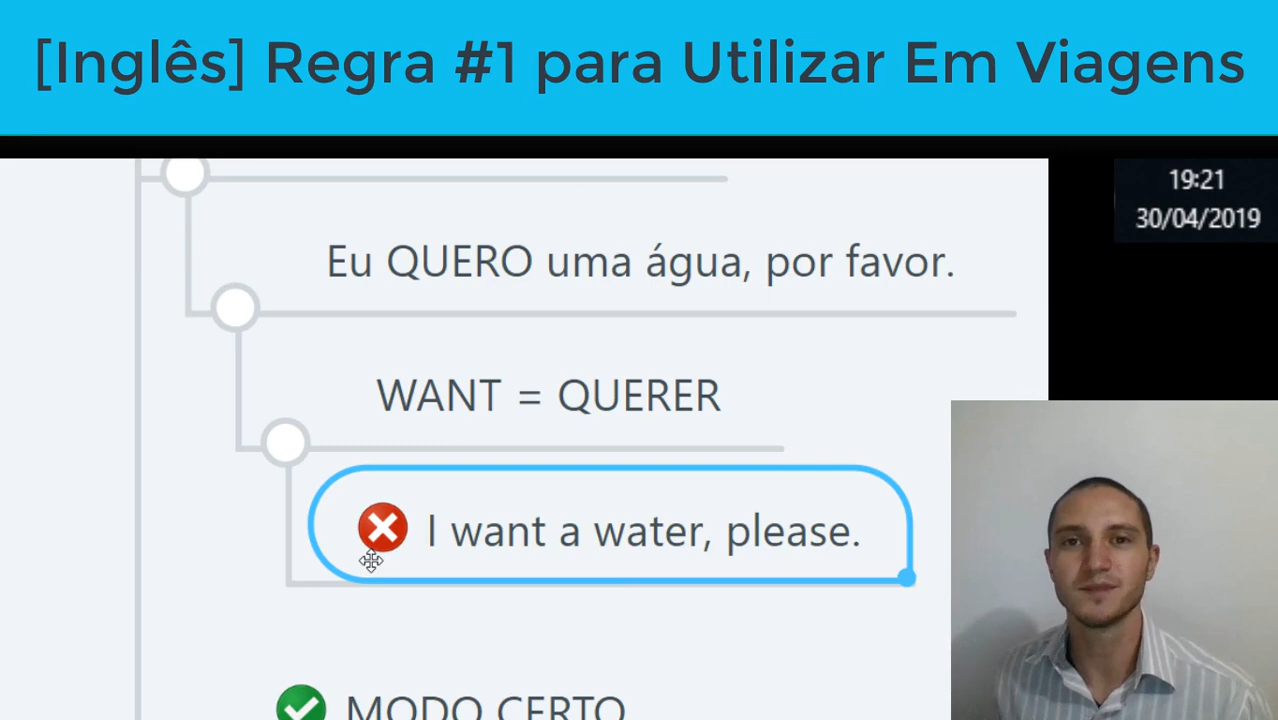 [Inglês] Regra #1 para Utilizar Em Viagens
19:21
30/04/2019
Eu QUERO uma água, por favor.
WANT = QUERER
I want a water, please.
MODO CERTO